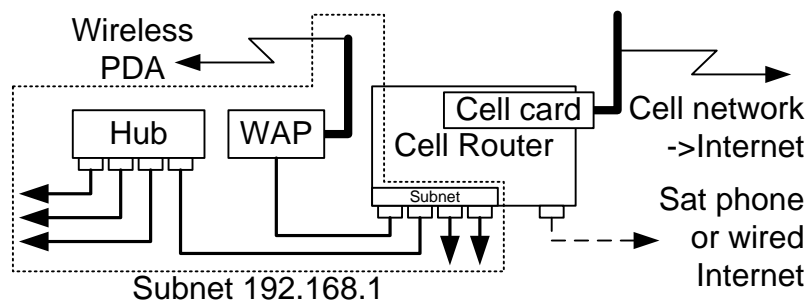 Wireless
PDA
Hub
WAP
Cell card
Cell Router
Subnet
Cell network
->Internet
Sat phone
or wired
Internet
Subnet 192.168.1